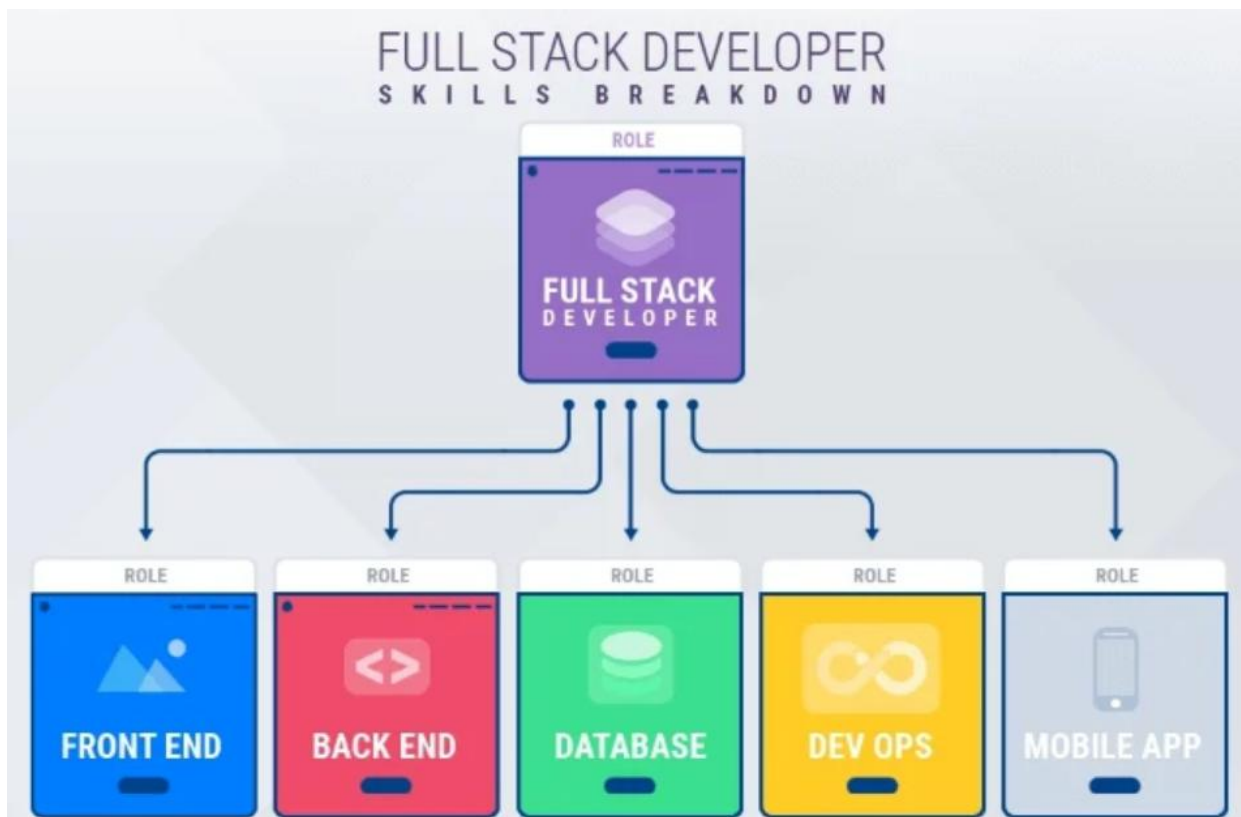 FULL STACK DEVELOPER
SKILLS BREAKDOWN
ROLE
FULL STACK
DEVELOPER
ROLE
FRONT END
ROLE
BACK END
ROLE
DATABASE
ROLE
DEV OPS
ROLE
MOBILE APP